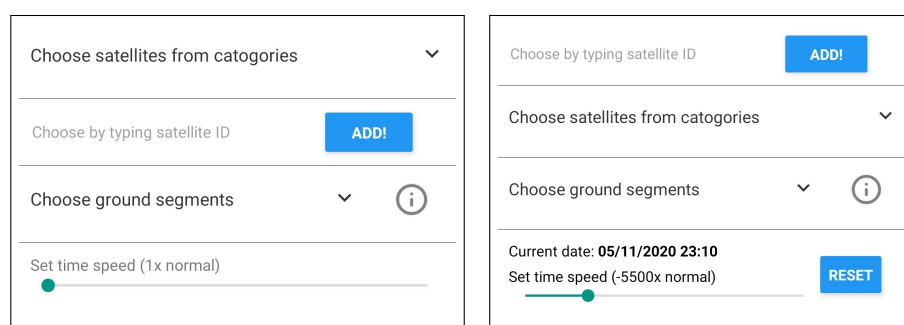 Choose satellites from catogories
Choose by typing satellite ID
ADD!
Choose ground segments
Set time speed (1x normal)
Choose by typing satellite ID
ADD!
Choose satellites from catogories
Choose ground segments
Current date: 05/11/2020 23:10
Set time speed (-5500x normal)
RESET